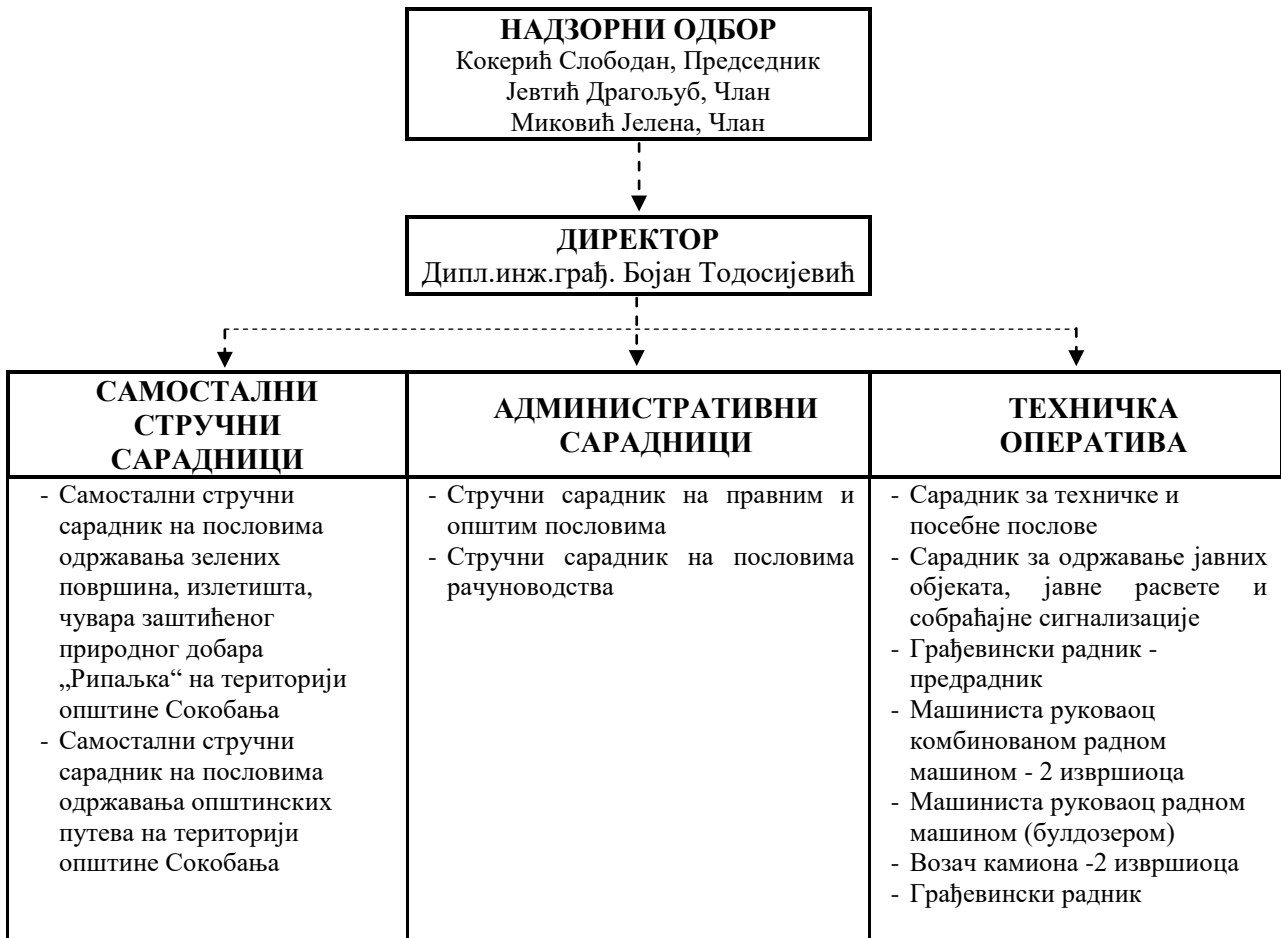 НАДЗОРНИ ОДБОР
Кокерић Слободан, Председник
Јевтић Драгољуб, Члан
Миковић Јелена, Члан
ДИРЕКТОР
Дипл.инж.грађ. Бојан Тодосијевић
САМОСТАЛНИ
СТРУЧНИ
САРАДНИЦИ
- Самостални стручни
сарадник на пословима
одржавања зелених
површина, излетишта,
чувара заштићеног
природног добара
„Рипаљка“ на територији
општине Сокобања
- Самостални стручни
сарадник на пословима
одржавања општинских
путева на територији
општине Сокобања
АДМИНИСТРАТИВНИ
САРАДНИЦИ
- Стручни сарадник на правним и
општим пословима
- Стручни сарадник на пословима
рачуноводства
ТЕХНИЧКА
ОПЕРАТИВА
- Сарадник за техничке и
посебне послове
- Сарадник за одржавање јавних
објеката, јавне расвете и
собраћајне сигнализације
- Грађевински радник -
предрадник
- Машиниста руковаоц
комбинованом радном
машином - 2 извршиоца
- Машиниста руковаоц радном
машином (булдозером)
- Возач камиона -2 извршиоца
- Грађевински радник